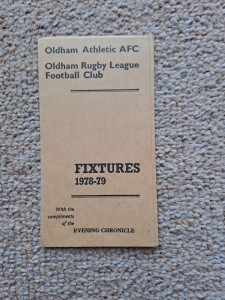 Oldham Athletic AFC
Oldham Rugby League
Football Club
FIXTURES
1978-79
With the
compliments
of the
EVENING CHRONICLE